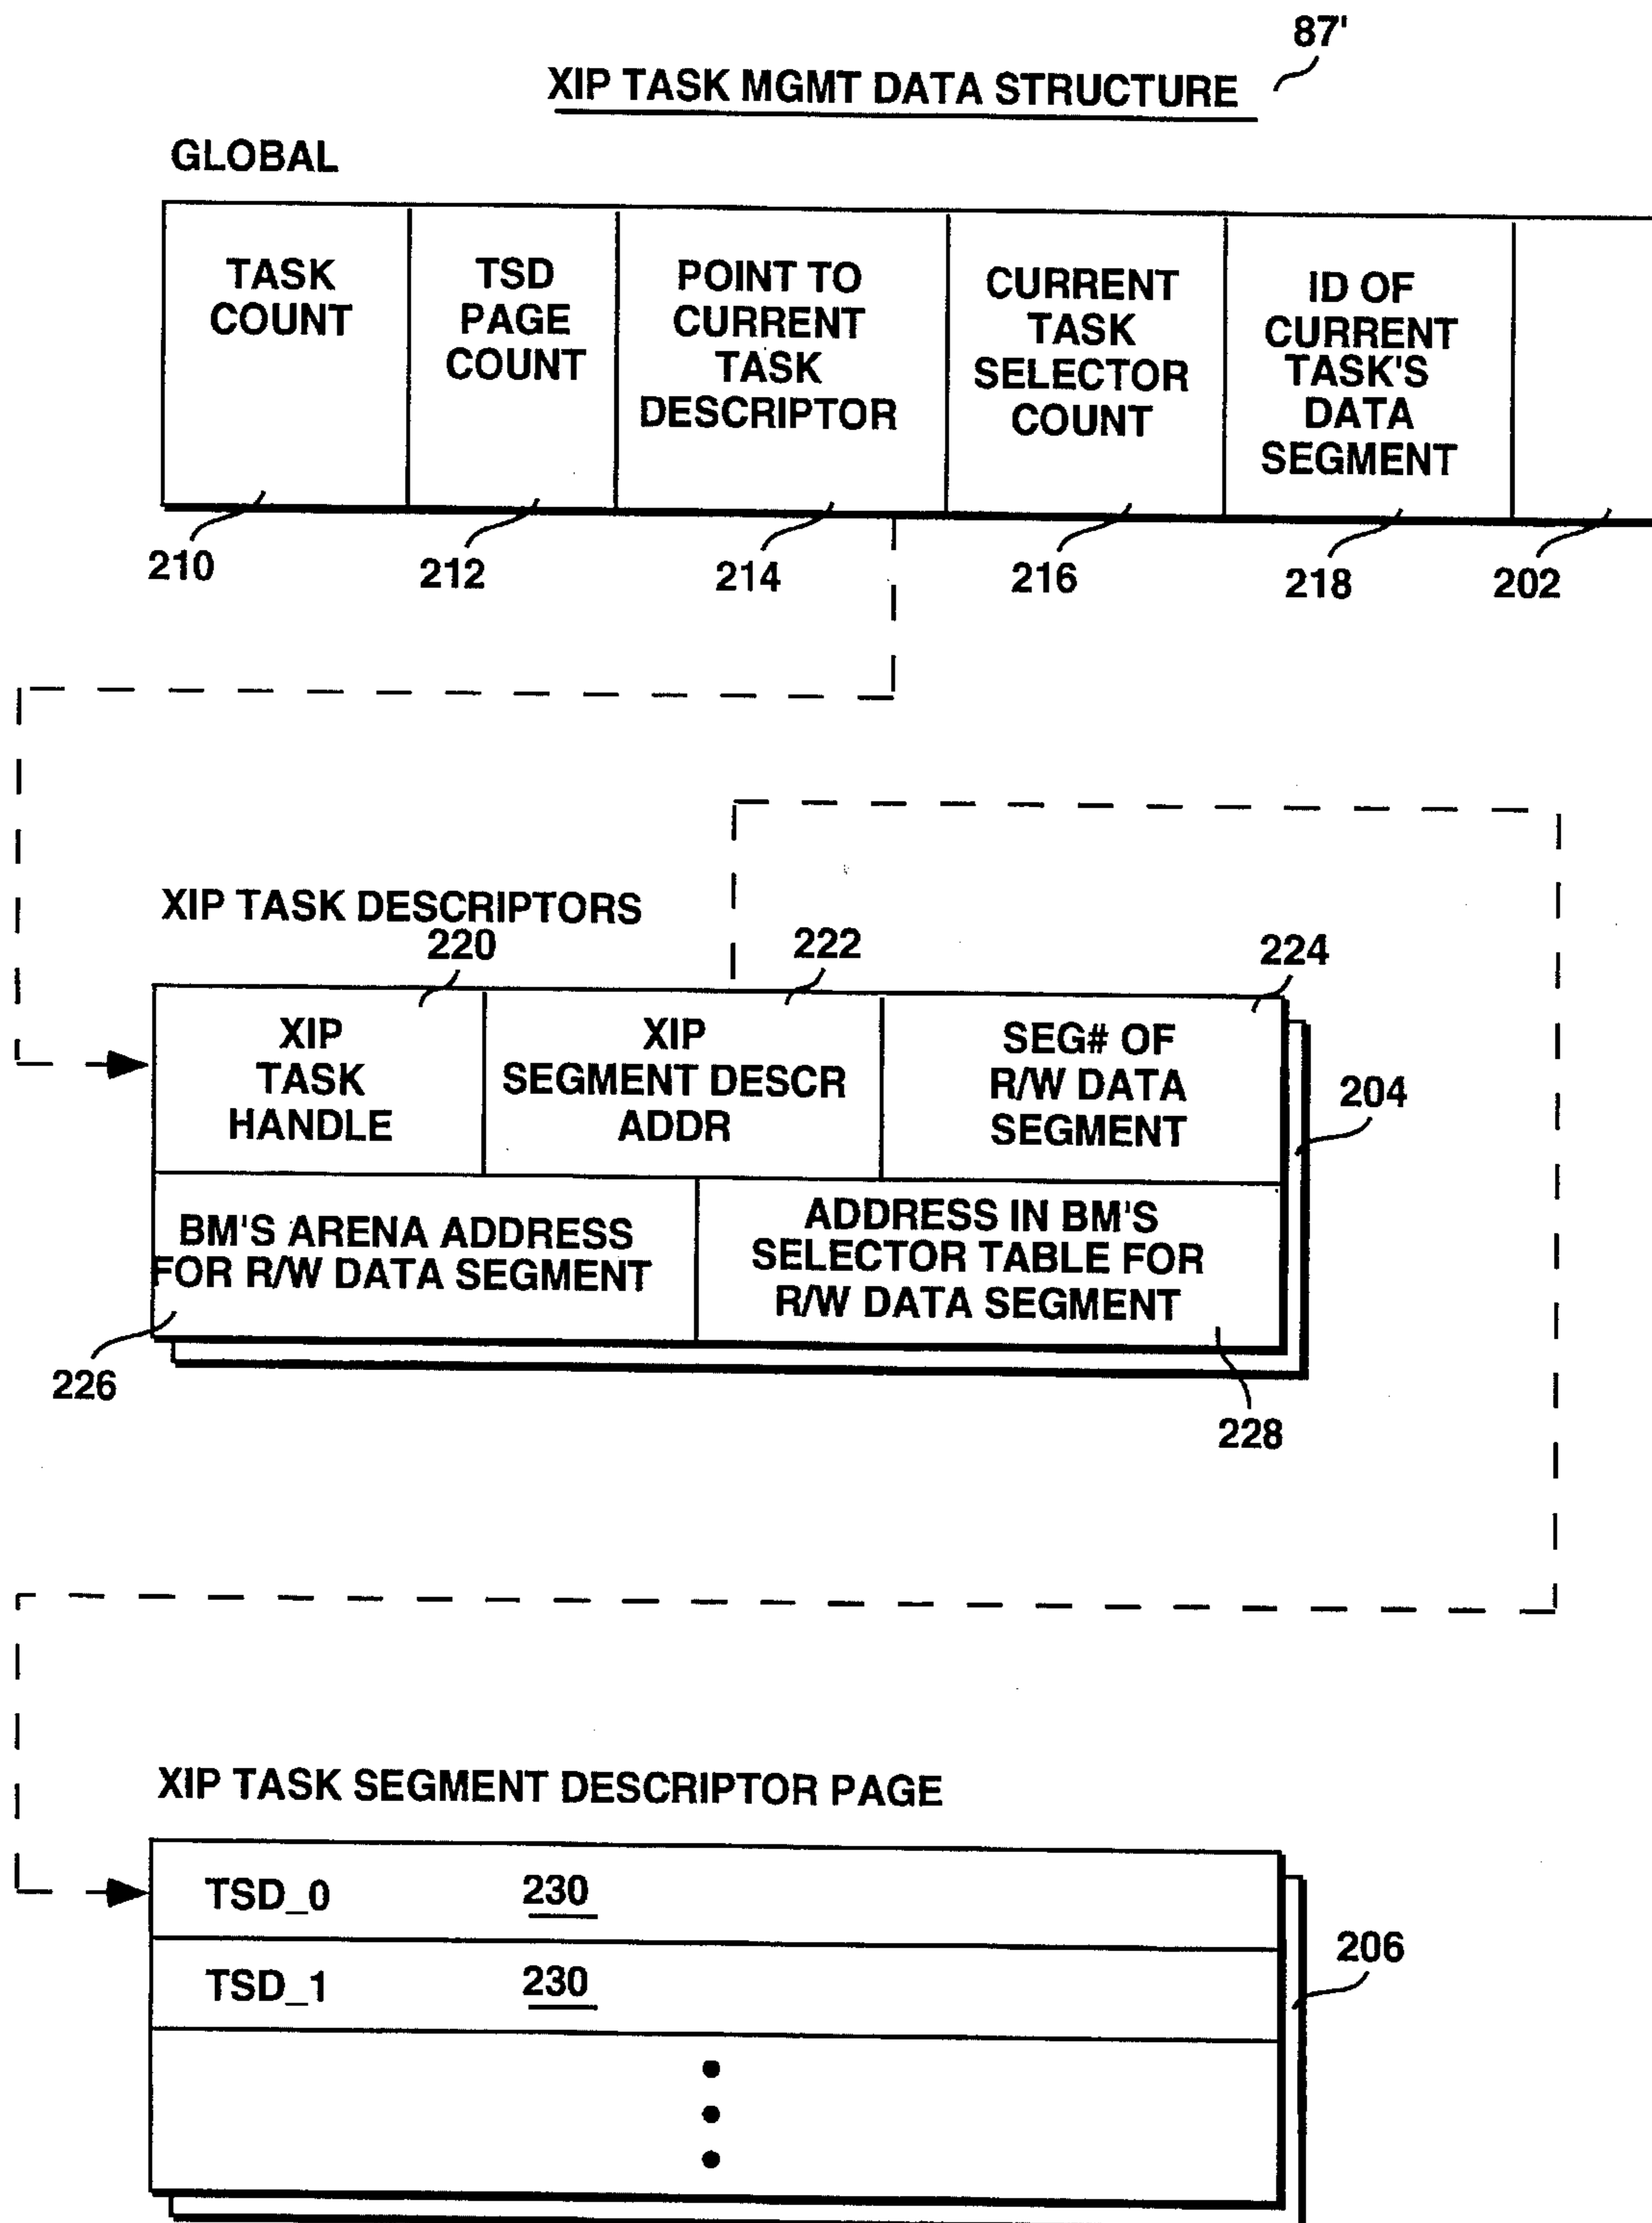 87'
XIP TASK MGMT DATA STRUCTURE
GLOBAL
TASK
COUNT
TSD
PAGE
COUNT
POINT TO
CURRENT
TASK
DESCRIPTOR
CURRENT
TASK
SELECTOR
COUNT
ID OF
CURRENT
TASK'S
DATA
SEGMENT
210
212
214
216
218
202
XIP TASK DESCRIPTORS
220
222
224
XIP
TASK
HANDLE
XIP
SEGMENT DESCR
ADDR
SEG# OF
R/W DATA
SEGMENT
204
BM'S ARENA ADDRESS
FOR R/W DATA SEGMENT
ADDRESS IN BM'S
SELECTOR TABLE FOR
R/W DATA SEGMENT
226
228
XIP TASK SEGMENT DESCRIPTOR PAGE
TSD_0 230
TSD_1 230
206